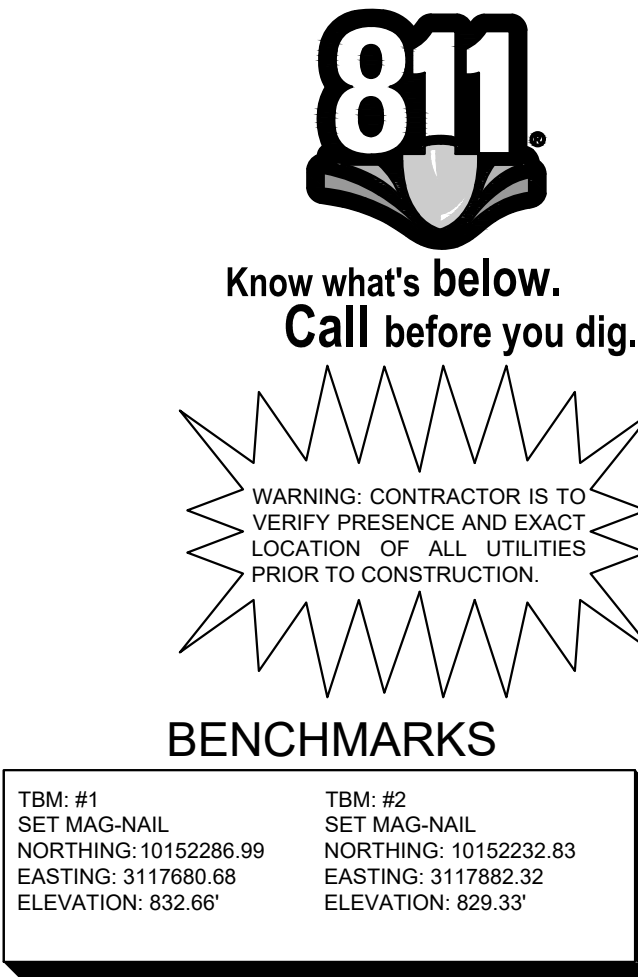 811®
Know what's below.
Call before you dig.
WARNING: CONTRACTOR IS TO
VERIFY PRESENCE AND EXACT
LOCATION OF ALL UTILITIES
PRIOR TO CONSTRUCTION.
BENCHMARKS
TBM: #1
SET MAG-NAIL
NORTHING:10152286.99
EASTING: 3117680.68
ELEVATION: 832.66'
TBM: #2
SET MAG-NAIL
NORTHING: 10152232.83
EASTING: 3117882.32
ELEVATION: 829.33'